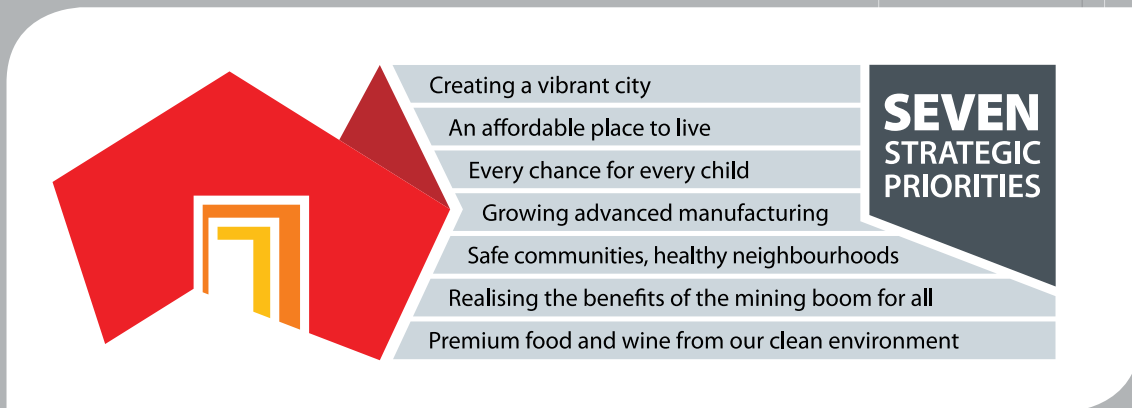 Creating a vibrant city
An affordable place to live
Every chance for every child
Growing advanced manufacturing
Safe communities, healthy neighbourhoods
Realising the benefits of the mining boom for all
Premium food and wine from our clean environment
SEVEN
STRATEGIC
PRIORITIES